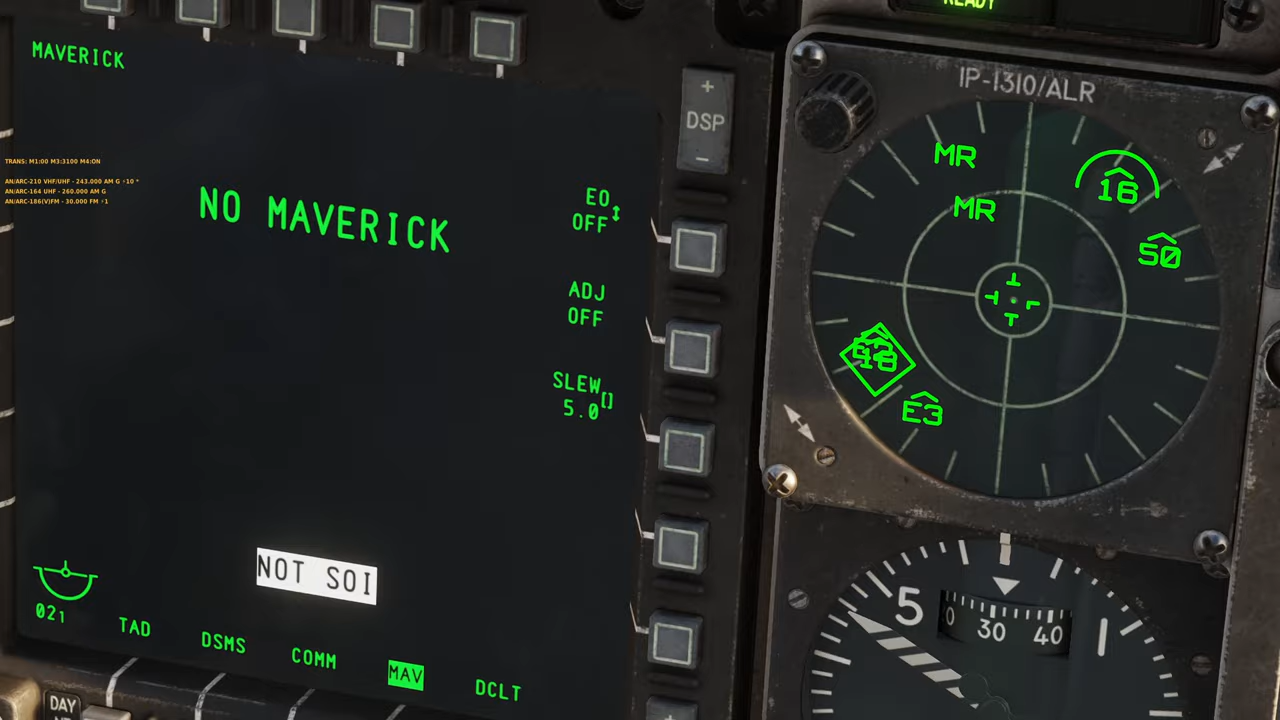 READY
MAVERICK
IP-1310/ALR
+
DSP
-
TRANS: M1:00 M3:3100 M4:ON
AN/ARC-210 VHF/UHF - 243.000 AM G
AN/ARC-164 UHF - 260.000 AM G
AN/ARC-186(V)FM - 30.000 FM
NO MAVERICK
EO
OFF
ADJ
OFF
SLEW
5.0
MR
16
MR
50
E3
NOT SOI
021
TAD
DSMS
COMM
MAV
DCLT
DAY
5
30
40
1
+